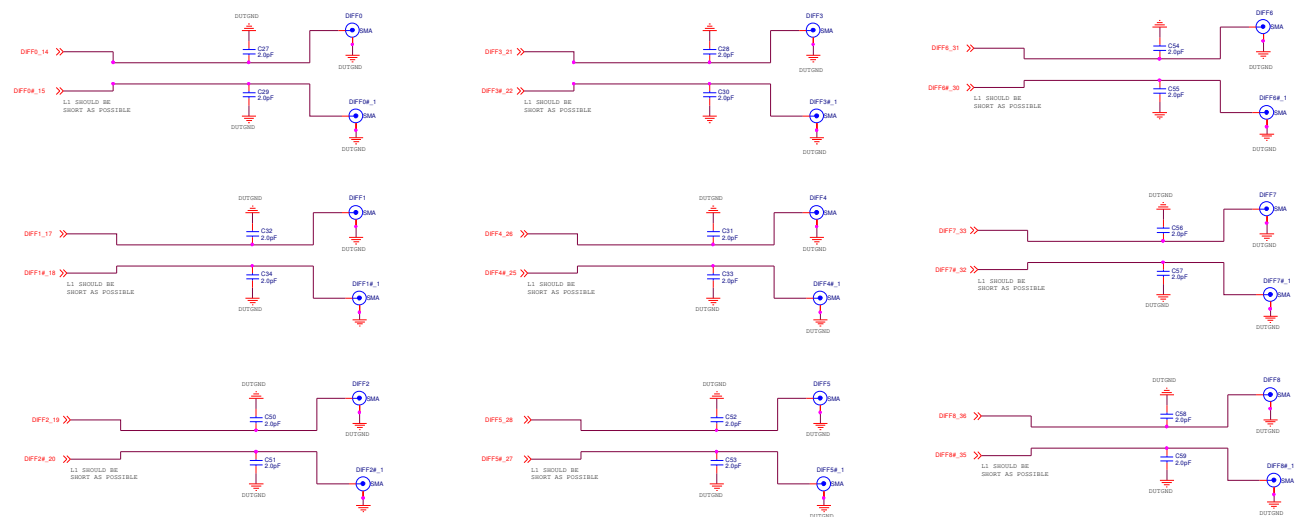 DUTGND
DIFF0
SMA
DIFF0_14
C27
2.0pF
DUTGND
DIFF0#_15
C29
2.0pF
L1 SHOULD BE
SHORT AS POSSIBLE
DIFF0#_1
SMA
DUTGND
DUTGND
DIFF3
SMA
DIFF3_21
C28
2.0pF
DUTGND
DIFF3#_22
C30
2.0pF
L1 SHOULD BE
SHORT AS POSSIBLE
DIFF3#_1
SMA
DUTGND
DIFF6
SMA
DIFF6_31
C54
2.0pF
DUTGND
DIFF6#_30
C55
2.0pF
L1 SHOULD BE
SHORT AS POSSIBLE
DIFF6#_1
SMA
DUTGND
DUTGND
DIFF1
SMA
DIFF1_17
C32
2.0pF
DUTGND
DIFF1#_18
C34
2.0pF
L1 SHOULD BE
SHORT AS POSSIBLE
DIFF1#_1
SMA
DUTGND
DUTGND
DUTGND
DIFF4
SMA
DIFF4_26
C31
2.0pF
DUTGND
DIFF4#_25
C33
2.0pF
L1 SHOULD BE
SHORT AS POSSIBLE
DIFF4#_1
SMA
DUTGND
DUTGND
DUTGND
DIFF7
SMA
DIFF7_33
C56
2.0pF
DUTGND
DIFF7#_32
C57
2.0pF
L1 SHOULD BE
SHORT AS POSSIBLE
DIFF7#_1
SMA
DUTGND
DUTGND
DUTGND
DIFF2
SMA
DIFF2_19
C50
2.0pF
DUTGND
DIFF2#_20
C51
2.0pF
L1 SHOULD BE
SHORT AS POSSIBLE
DIFF2#_1
SMA
DUTGND
DUTGND
DUTGND
DIFF5
SMA
DIFF5_28
C52
2.0pF
DUTGND
DIFF5#_27
C53
2.0pF
L1 SHOULD BE
SHORT AS POSSIBLE
DIFF5#_1
SMA
DUTGND
DUTGND
DUTGND
DIFF8
SMA
DIFF8_36
C58
2.0pF
DUTGND
DIFF8#_35
C59
2.0pF
L1 SHOULD BE
SHORT AS POSSIBLE
DIFF8#_1
SMA
DUTGND
DUTGND